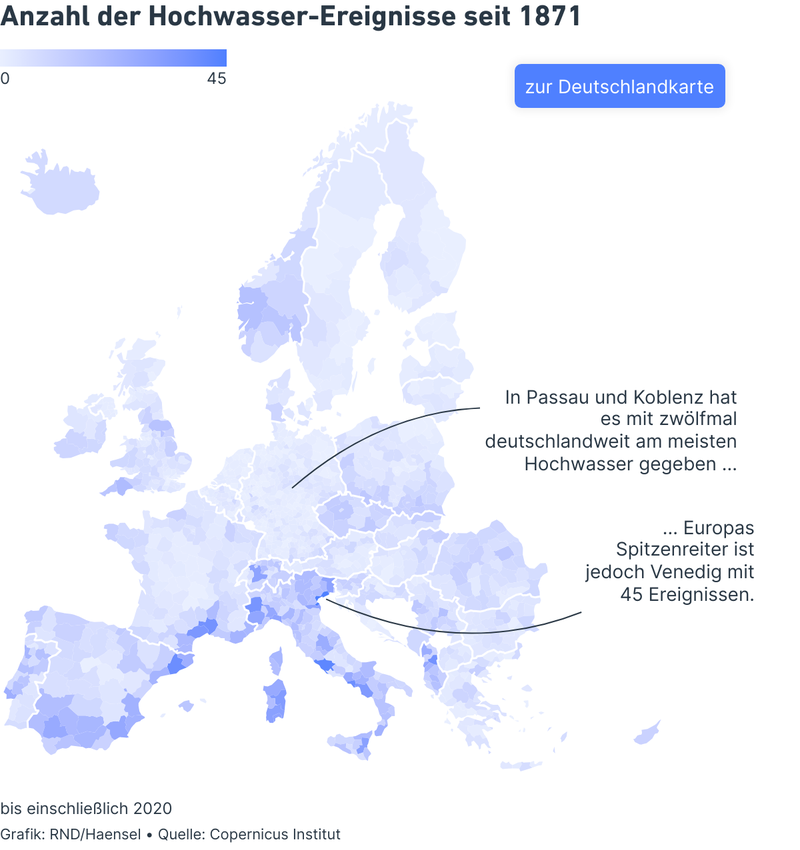 Anzahl der Hochwasser-Ereignisse seit 1871
0 45
zur Deutschlandkarte
In Passau und Koblenz hat
es mit zwölfmal
deutschlandweit am meisten
Hochwasser gegeben ...
... Europas
Spitzenreiter ist
jedoch Venedig mit
45 Ereignissen.
bis einschließlich 2020
Grafik: RND/Haensel • Quelle: Copernicus Institut